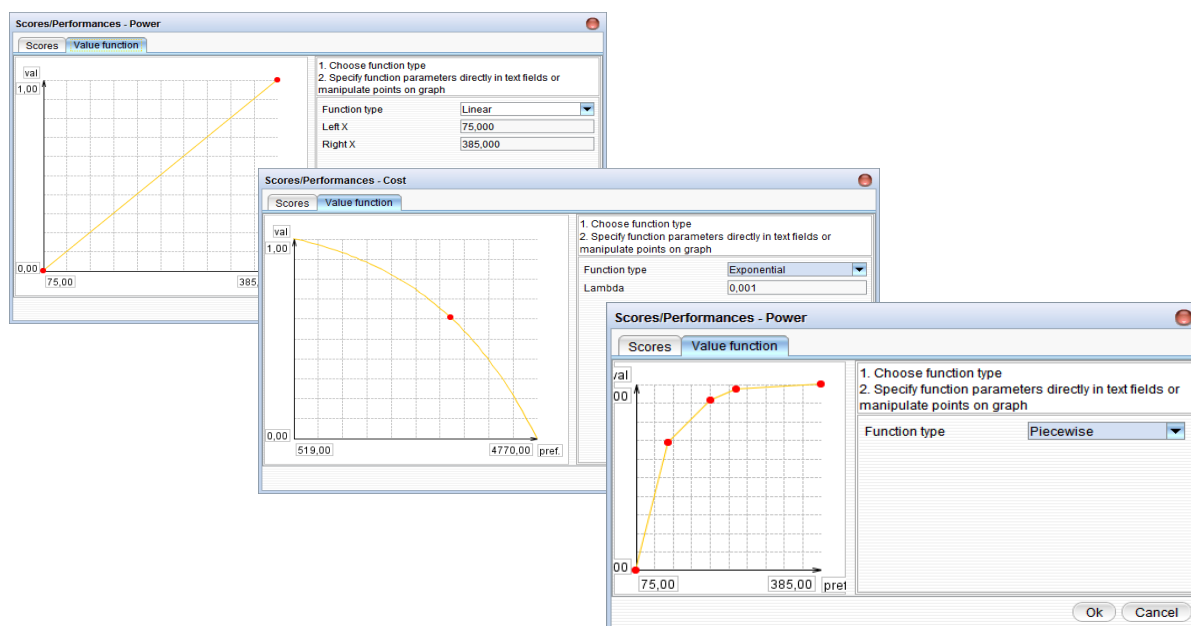 Scores/Performances - Power
Scores
Value function
val
1,00
0,00
75,00
385,
1. Choose function type
2. Specify function parameters directly in text fields or
manipulate points on graph
Function type
Linear
Left X
75,000
Right X
385,000
Scores/Performances - Cost
Scores
Value function
val
1,00
0,00
519,00
4770,00
pref.
1. Choose function type
2. Specify function parameters directly in text fields or
manipulate points on graph
Function type
Exponential
Lambda
0,001
Scores/Performances - Power
Scores
Value function
val
00
00
75,00
385,00
pref
1. Choose function type
2. Specify function parameters directly in text fields or
manipulate points on graph
Function type
Piecewise
Ok
Cancel